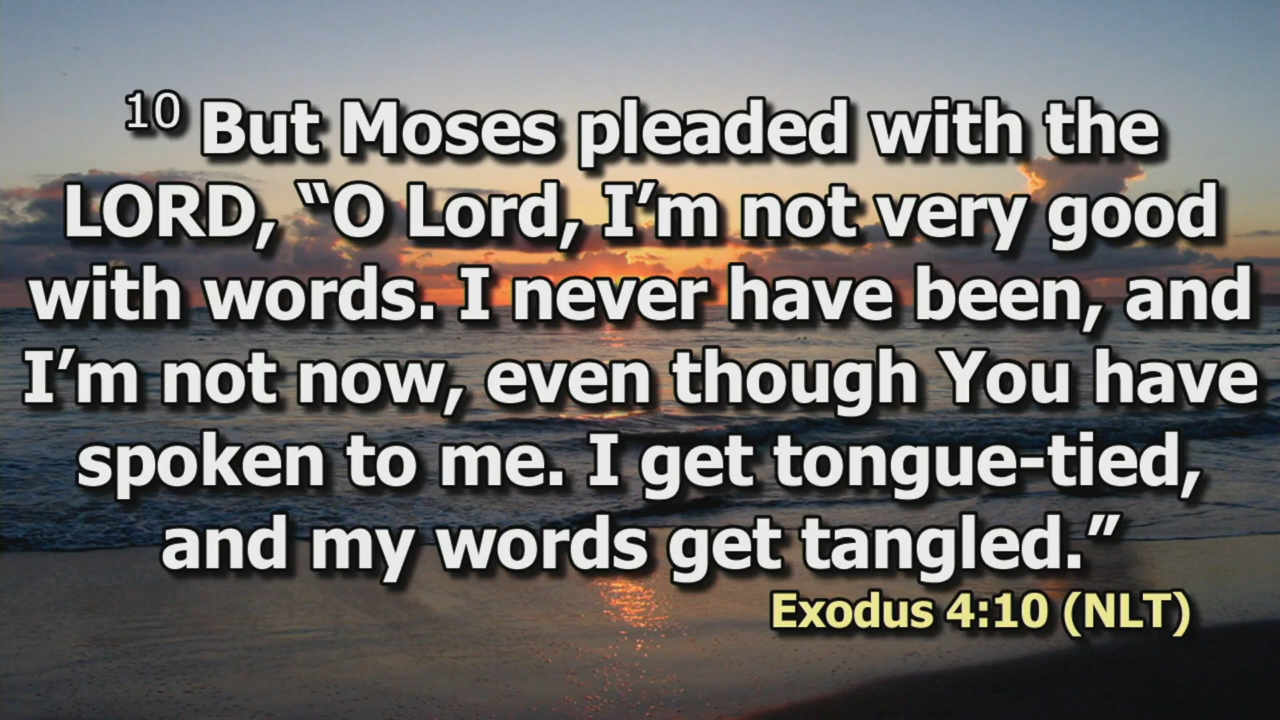 10 But Moses pleaded with the
LORD, “O Lord, I’m not very good
with words. I never have been, and
I’m not now, even though You have
spoken to me. I get tongue-tied,
and my words get tangled.”
Exodus 4:10 (NLT)